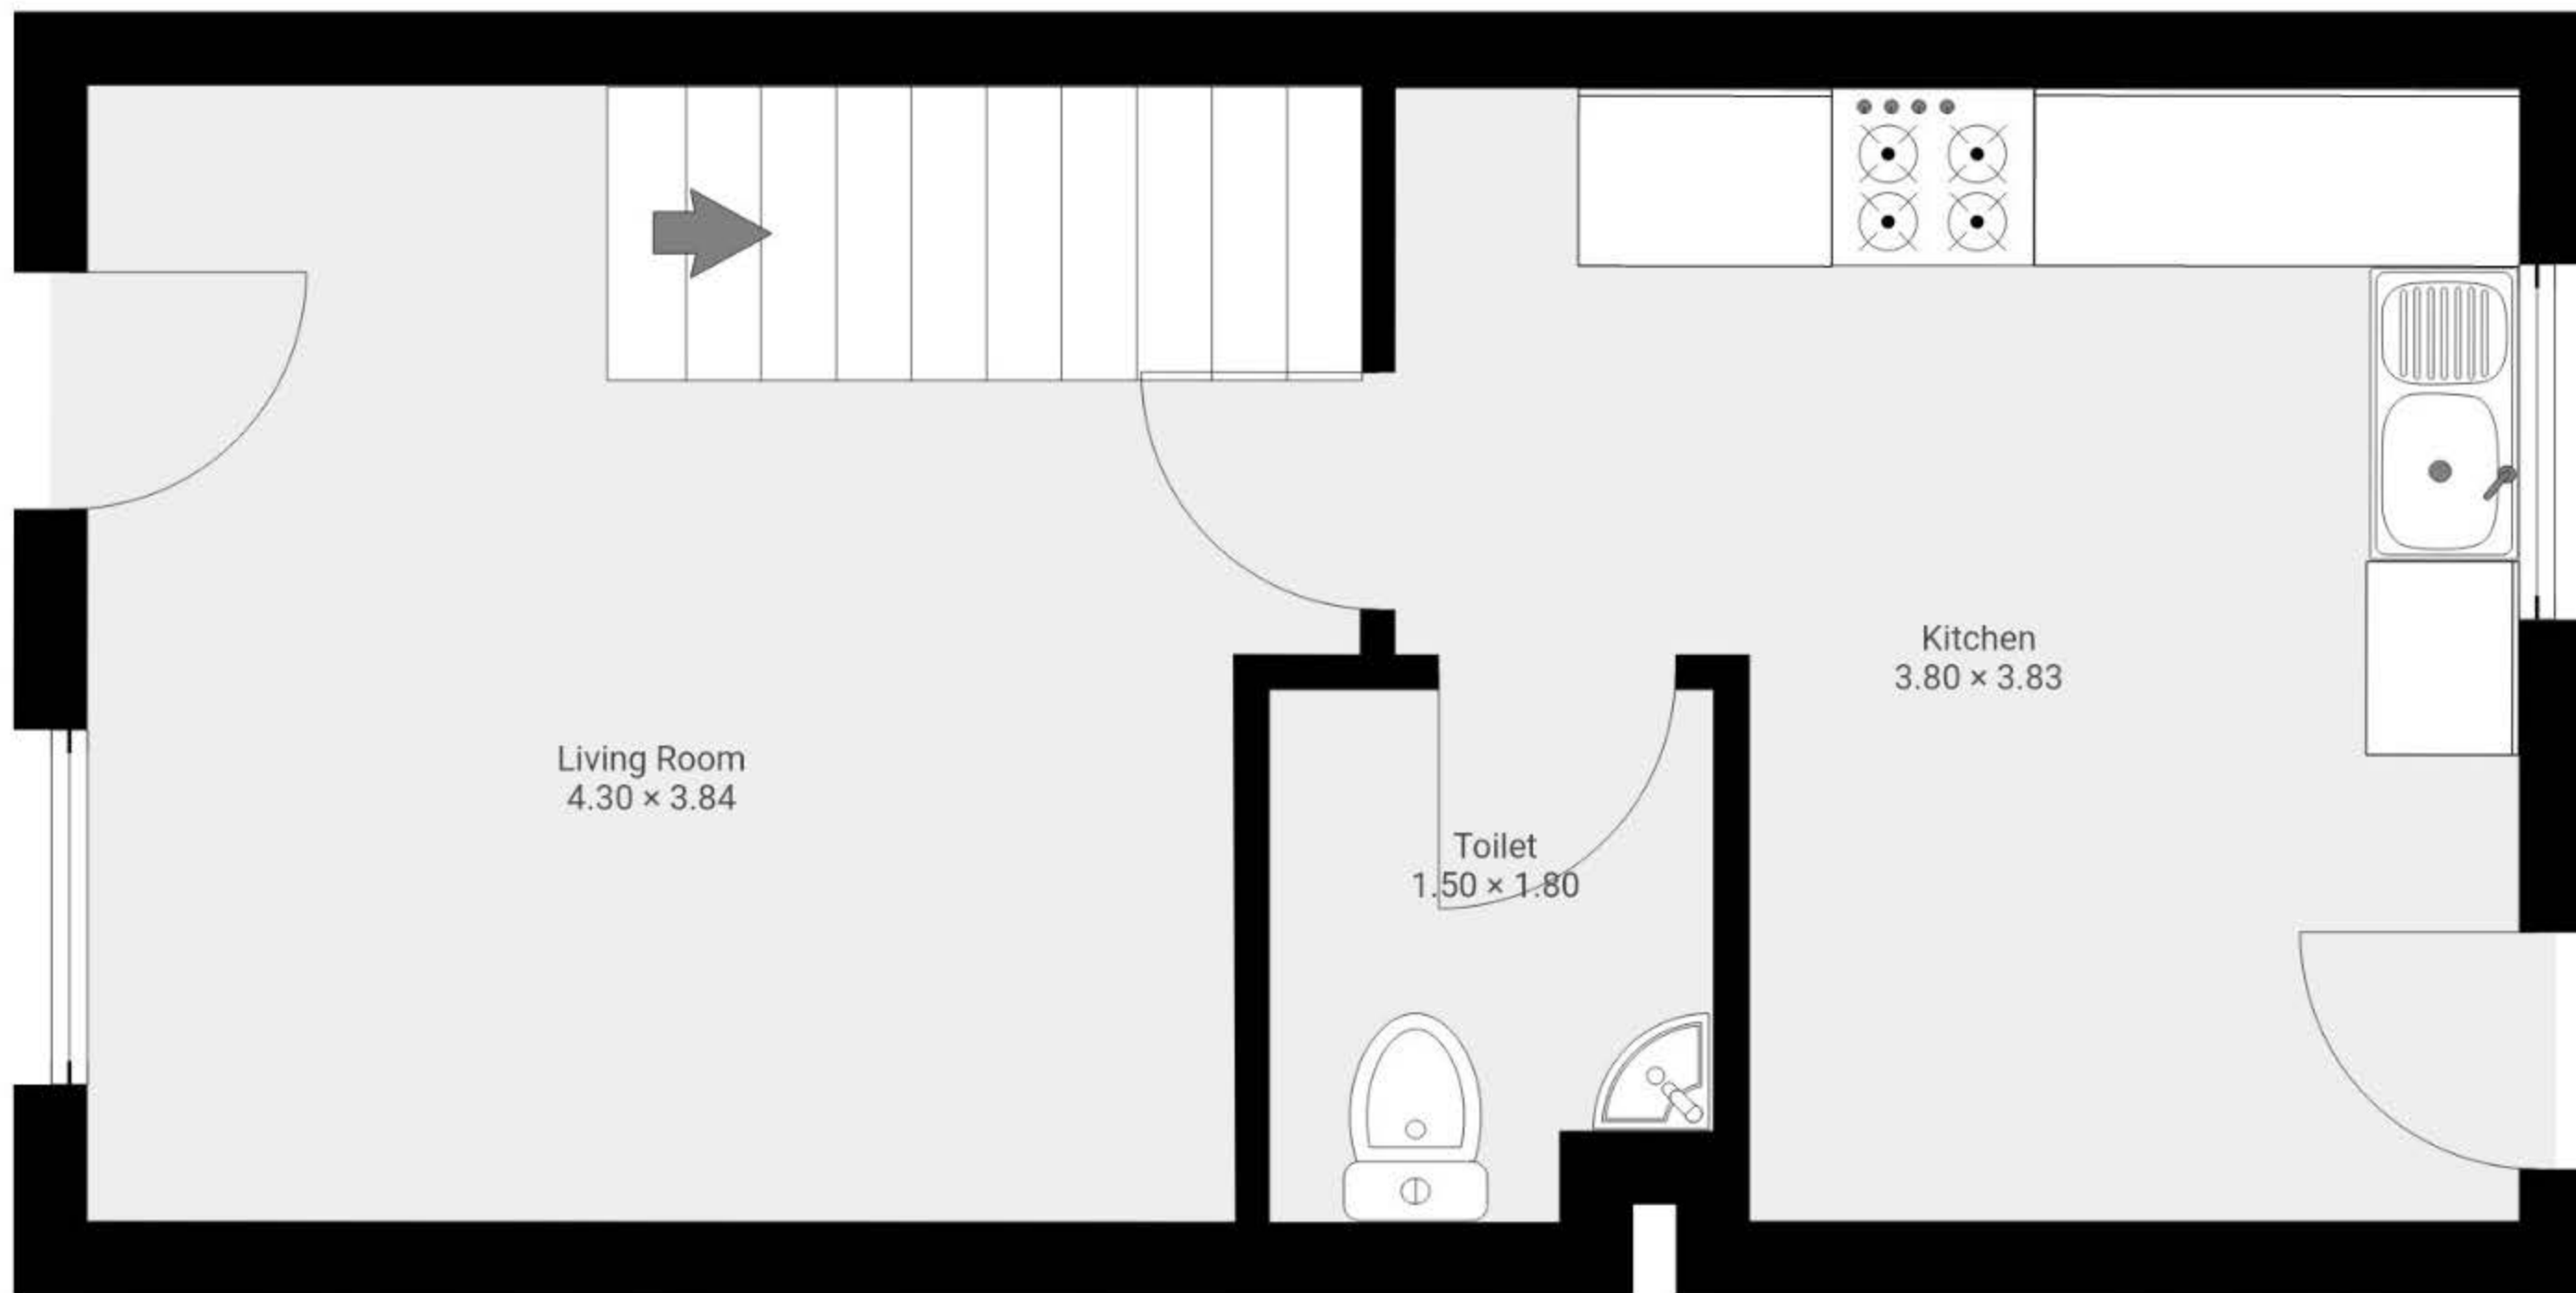 Living Room
4.30 × 3.84
Toilet
1.50 × 1.80
Kitchen
3.80 × 3.83